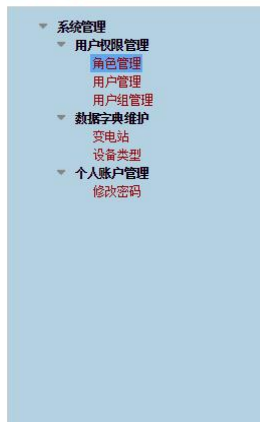 系统管理
用户权限管理
角色管理
用户管理
用户组管理
数据字典维护
变电站
设备类型
个人账户管理
修改密码